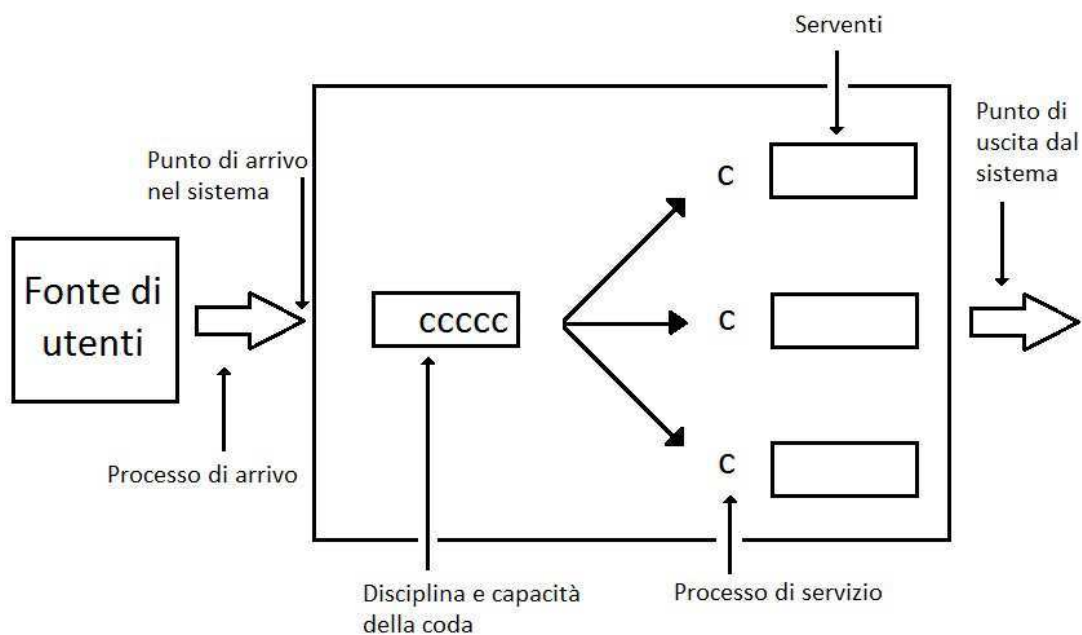 Serventi
Punto di
uscita dal
sistema
Punto di arrivo
nel sistema
Fonte di
utenti
Processo di arrivo
ccccc
C
C
C
Disciplina e capacità
della coda
Processo di servizio